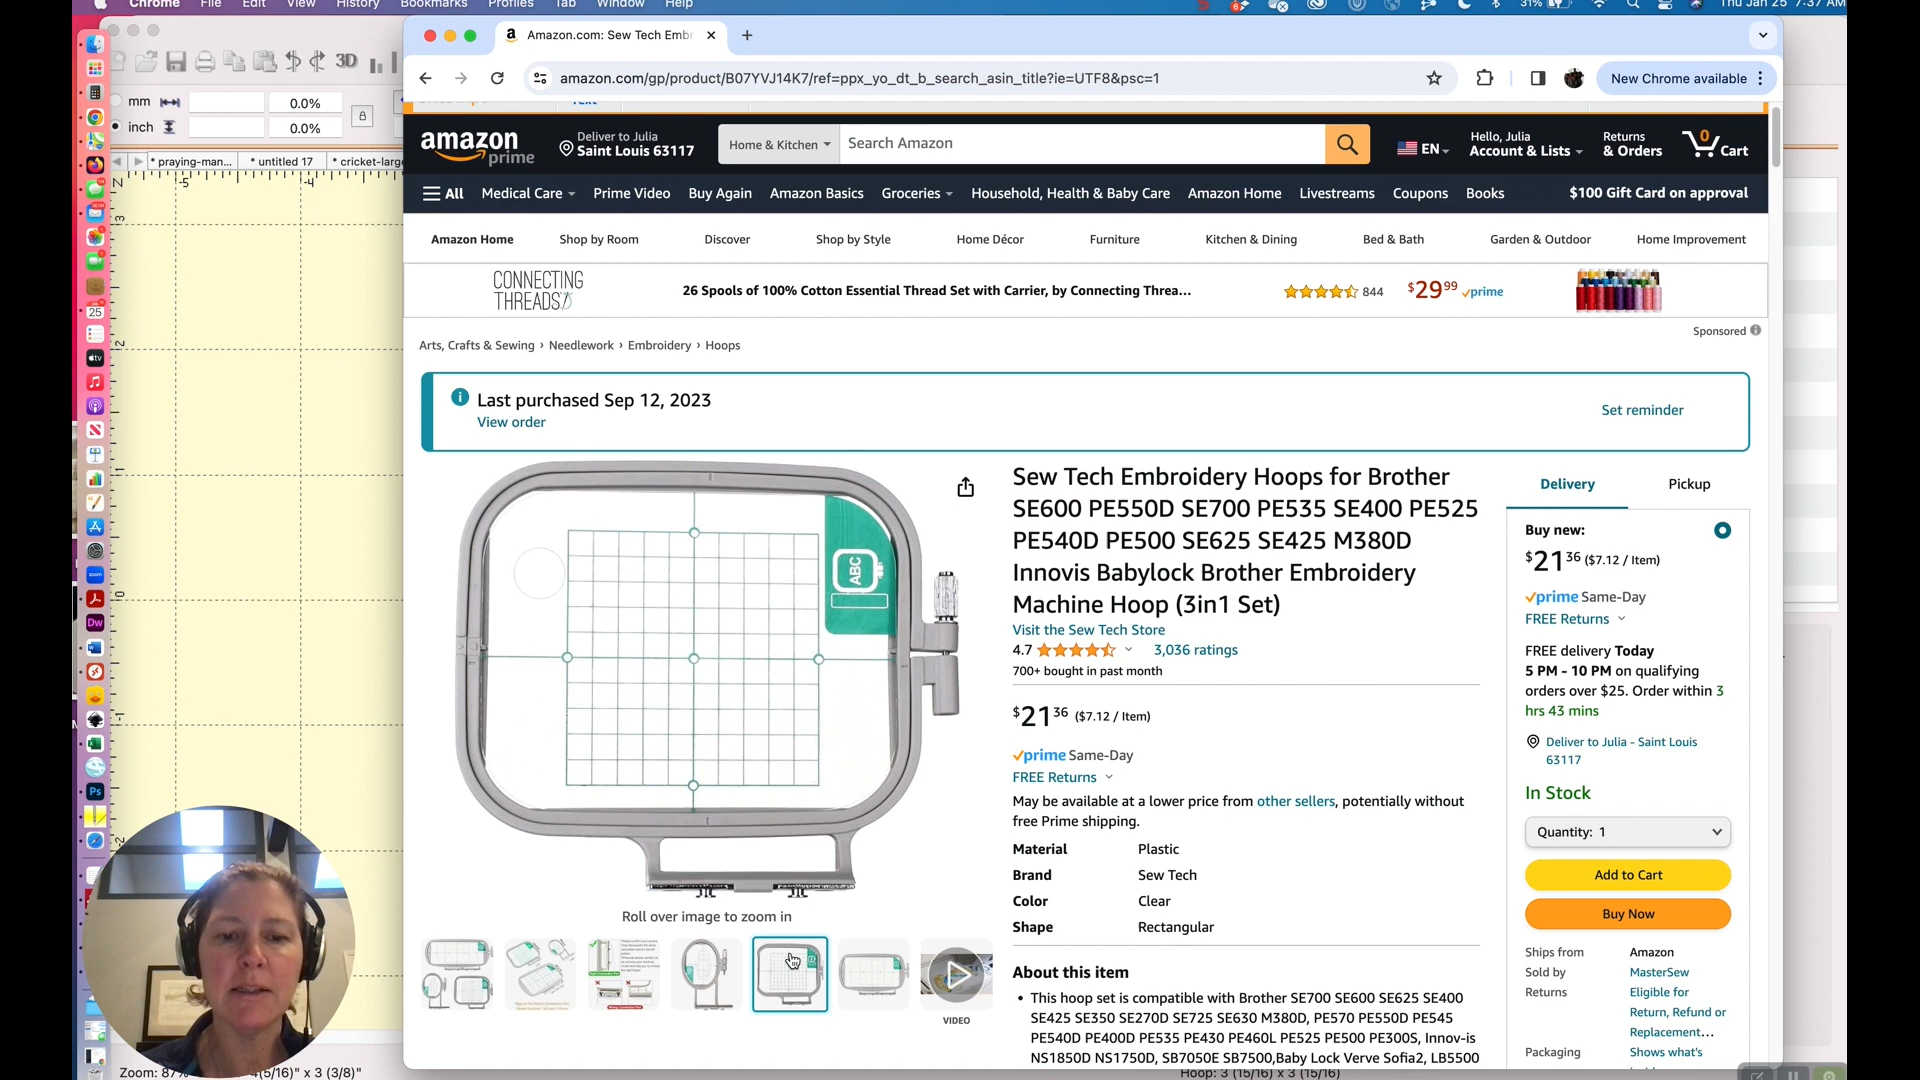 Chrome File Edit View History Bookmarks Profiles Tab Window Help
31% Thu Jan 25 7:37 AM
Amazon.com: Sew Tech Embr
amazon.com/gp/product/B07YVJ14K7/ref=ppx_yo_dt_b_search_asin_title?ie=UTF8&psc=1
New Chrome available
3D
mm 0.0%
inch 0.0%
* praying-man... * untitled 17 * cricket-large
Text
amazon prime
Deliver to Julia
Saint Louis 63117
Home & Kitchen
Search Amazon
EN
Hello, Julia
Account & Lists
Returns
& Orders
0
Cart
All Medical Care Prime Video Buy Again Amazon Basics Groceries Household, Health & Baby Care Amazon Home Livestreams Coupons Books $100 Gift Card on approval
Amazon Home Shop by Room Discover Shop by Style Home Décor Furniture Kitchen & Dining Bed & Bath Garden & Outdoor Home Improvement
CONNECTING THREADS
26 Spools of 100% Cotton Essential Thread Set with Carrier, by Connecting Threa... 844 $29.99 prime
Sponsored
Arts, Crafts & Sewing › Needlework › Embroidery › Hoops
Last purchased Sep 12, 2023
View order
Set reminder
ABC
Roll over image to zoom in
VIDEO
Sew Tech Embroidery Hoops for Brother
SE600 PE550D SE700 PE535 SE400 PE525
PE540D PE500 SE625 SE425 M380D
Innovis Babylock Brother Embroidery
Machine Hoop (3in1 Set)
Visit the Sew Tech Store
4.7 3,036 ratings
700+ bought in past month
$21 36 ($7.12 / Item)
prime Same-Day
FREE Returns
May be available at a lower price from other sellers, potentially without
free Prime shipping.
Material Plastic
Brand Sew Tech
Color Clear
Shape Rectangular
About this item
• This hoop set is compatible with Brother SE700 SE600 SE625 SE400
SE425 SE350 SE270D SE725 SE630 M380D, PE570 PE550D PE545
PE540D PE400D PE535 PE430 PE460L PE525 PE500 PE300S, Innov-is
NS1850D NS1750D, SB7050E SB7500,Baby Lock Verve Sofia2, LB5500
Delivery Pickup
Buy new:
$21 36 ($7.12 / Item)
prime Same-Day
FREE Returns
FREE delivery Today
5 PM - 10 PM on qualifying
orders over $25. Order within 3
hrs 43 mins
Deliver to Julia - Saint Louis
63117
In Stock
Quantity: 1
Add to Cart
Buy Now
Ships from Amazon
Sold by MasterSew
Returns Eligible for
Return, Refund or
Replacement...
Packaging Shows what's
Hoop: 3 (15/16) x 3 (15/16)